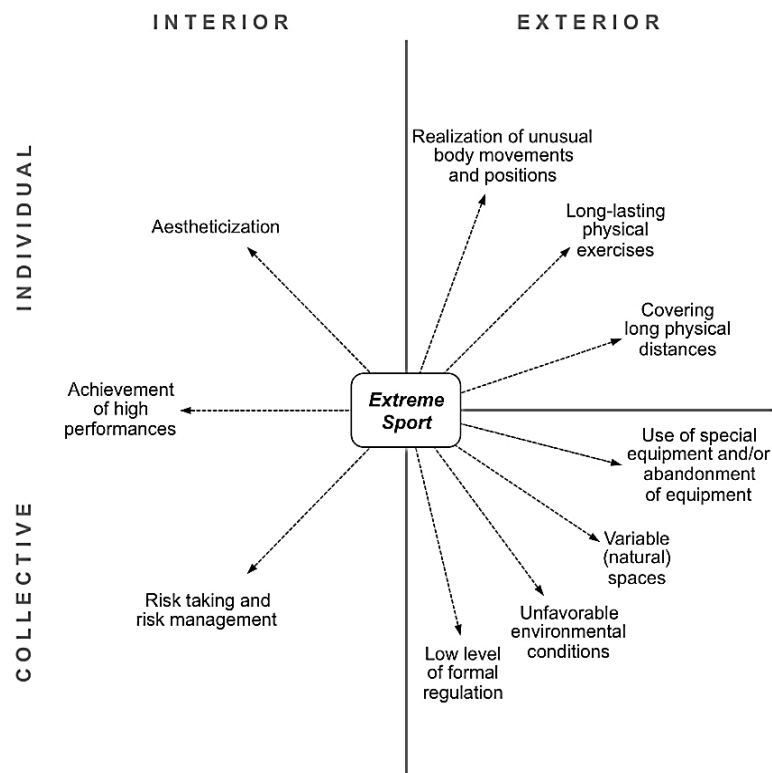 INTERIOR
EXTERIOR
INDIVIDUAL
COLLECTIVE
Realization of unusual
body movements
and positions
Aestheticization
Long-lasting
physical
exercises
Covering
long physical
distances
Achievement
of high
performances
Extreme
Sport
Use of special
equipment and/or
abandonment
of equipment
Variable
(natural)
spaces
Risk taking and
risk management
Unfavorable
environmental
conditions
Low level
of formal
regulation